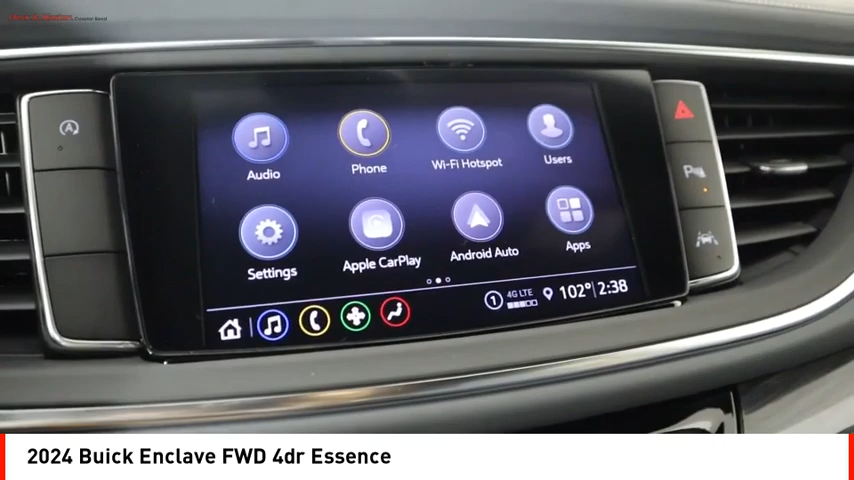 Audio
Phone
Wi-Fi Hotspot
Users
Settings
Apple CarPlay
Android Auto
Apps
1 4G LTE 102° 2:38
2024 Buick Enclave FWD 4dr Essence